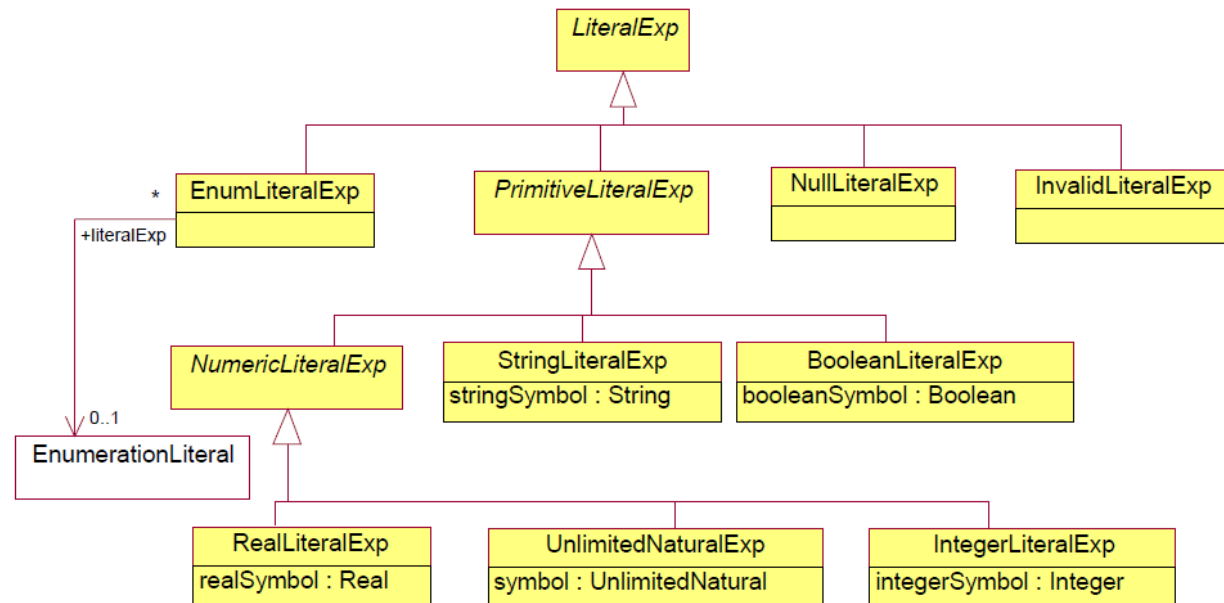 LiteralExp
EnumLiteralExp
PrimitiveLiteralExp
NullLiteralExp
InvalidLiteralExp
*
+literalExp
NumericLiteralExp
StringLiteralExp
stringSymbol : String
BooleanLiteralExp
booleanSymbol : Boolean
0..1
EnumerationLiteral
RealLiteralExp
realSymbol : Real
UnlimitedNaturalExp
symbol : UnlimitedNatural
IntegerLiteralExp
integerSymbol : Integer